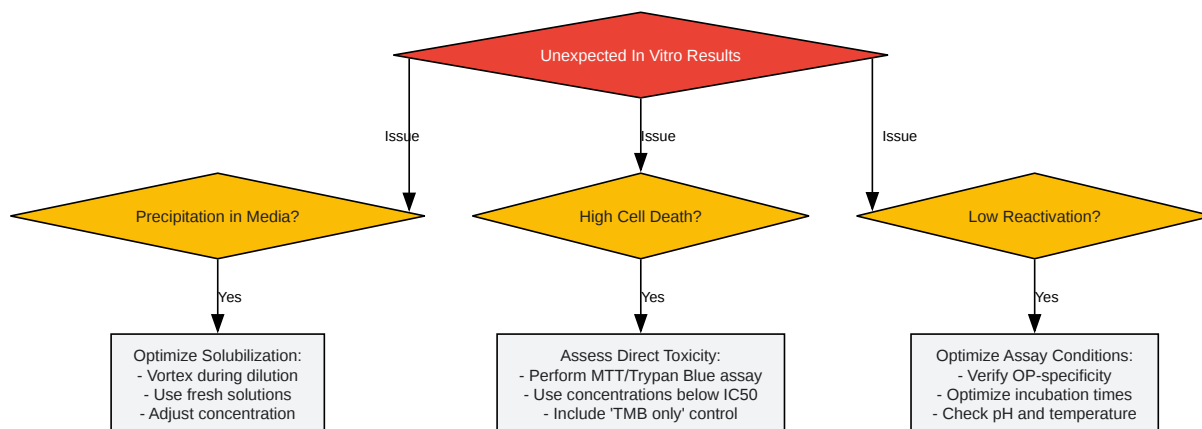 Unexpected In Vitro Results
Issue
Issue
Issue
Precipitation in Media?
High Cell Death?
Low Reactivation?
Yes
Yes
Yes
Optimize Solubilization:
- Vortex during dilution
- Use fresh solutions
- Adjust concentration
Assess Direct Toxicity:
- Perform MTT/Trypan Blue assay
- Use concentrations below IC50
- Include 'TMB only' control
Optimize Assay Conditions:
- Verify OP-specificity
- Optimize incubation times
- Check pH and temperature